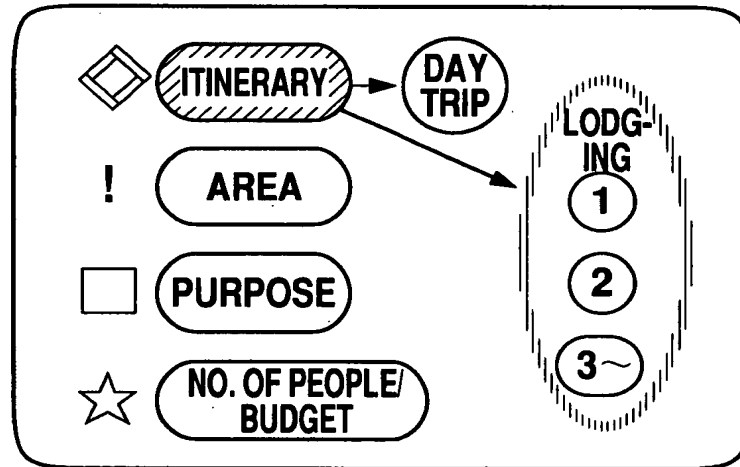 ITINERARY
DAY
TRIP
LODG-
ING
1
2
3~
! AREA
PURPOSE
NO. OF PEOPLE/
BUDGET